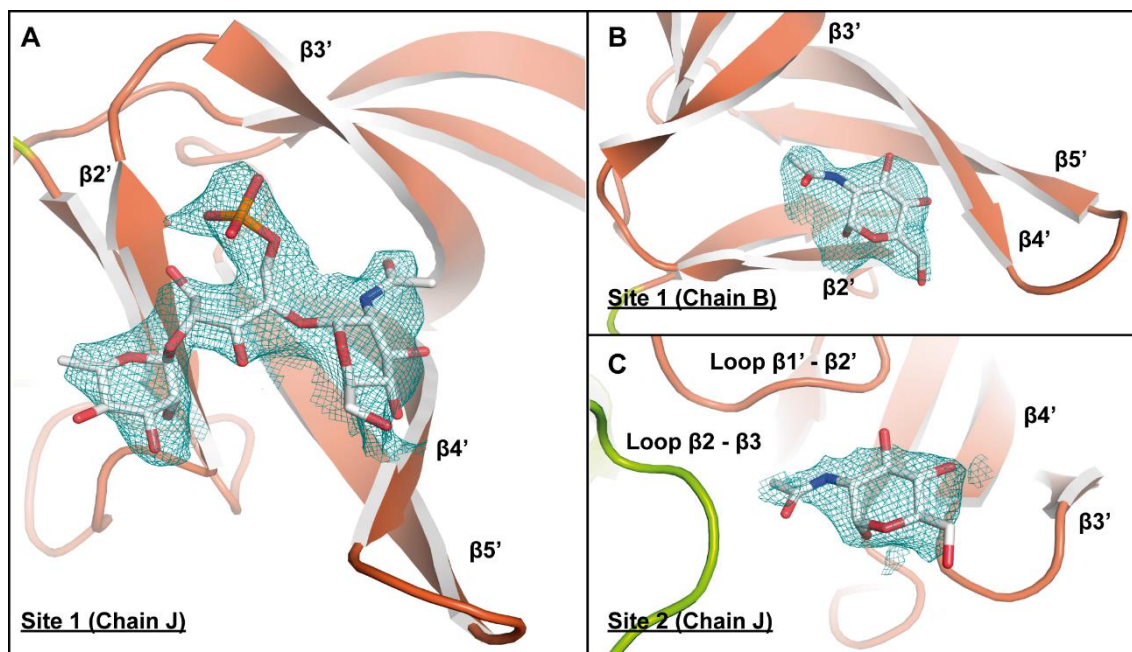 A
β3’
β2’
β4’
β5’
Site 1 (Chain J)
B
β3’
β5’
β4’
β2’
Site 1 (Chain B)
C
Loop β1’ - β2’
β4’
Loop β2 - β3
β3’
Site 2 (Chain J)